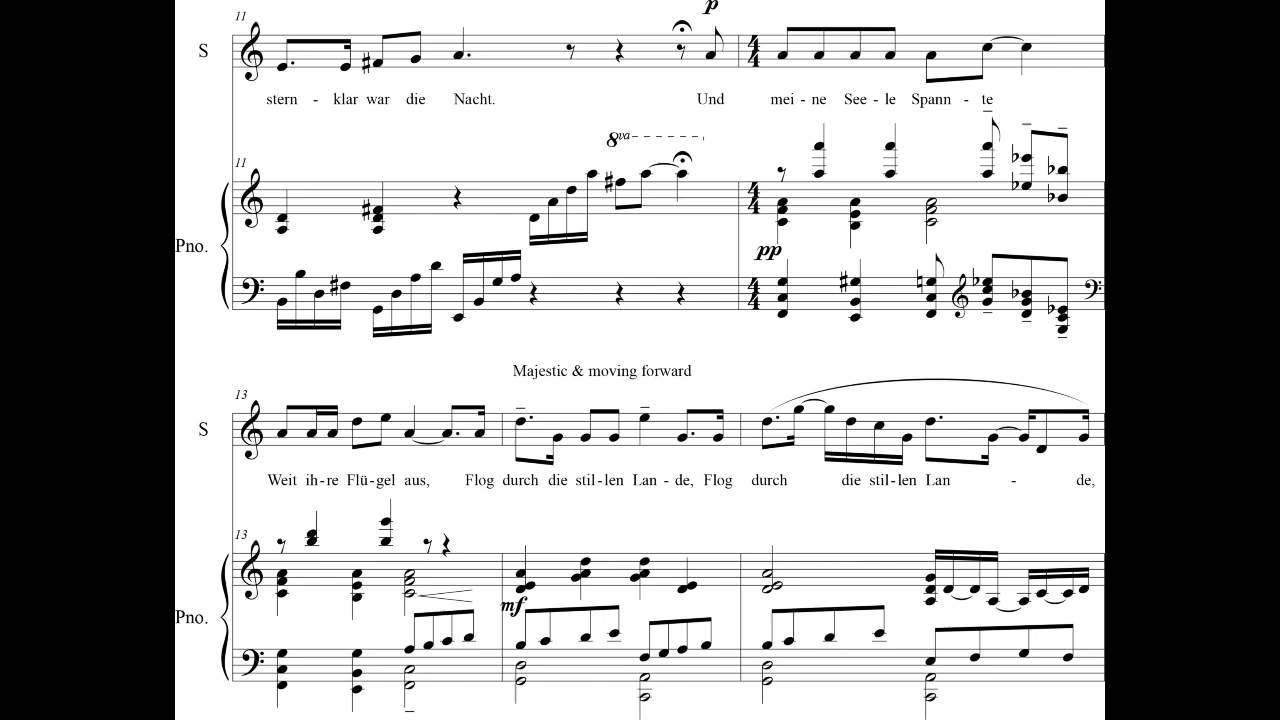 11
p
S
stern - klar war die Nacht. Und mei - ne See - le Spann - te
8va
11
Pno.
pp
Majestic & moving forward
13
S
Weit ih - re Flü - gel aus, Flog durch die stil - len Lan - de, Flog durch die stil - len Lan - de,
13
mf
Pno.